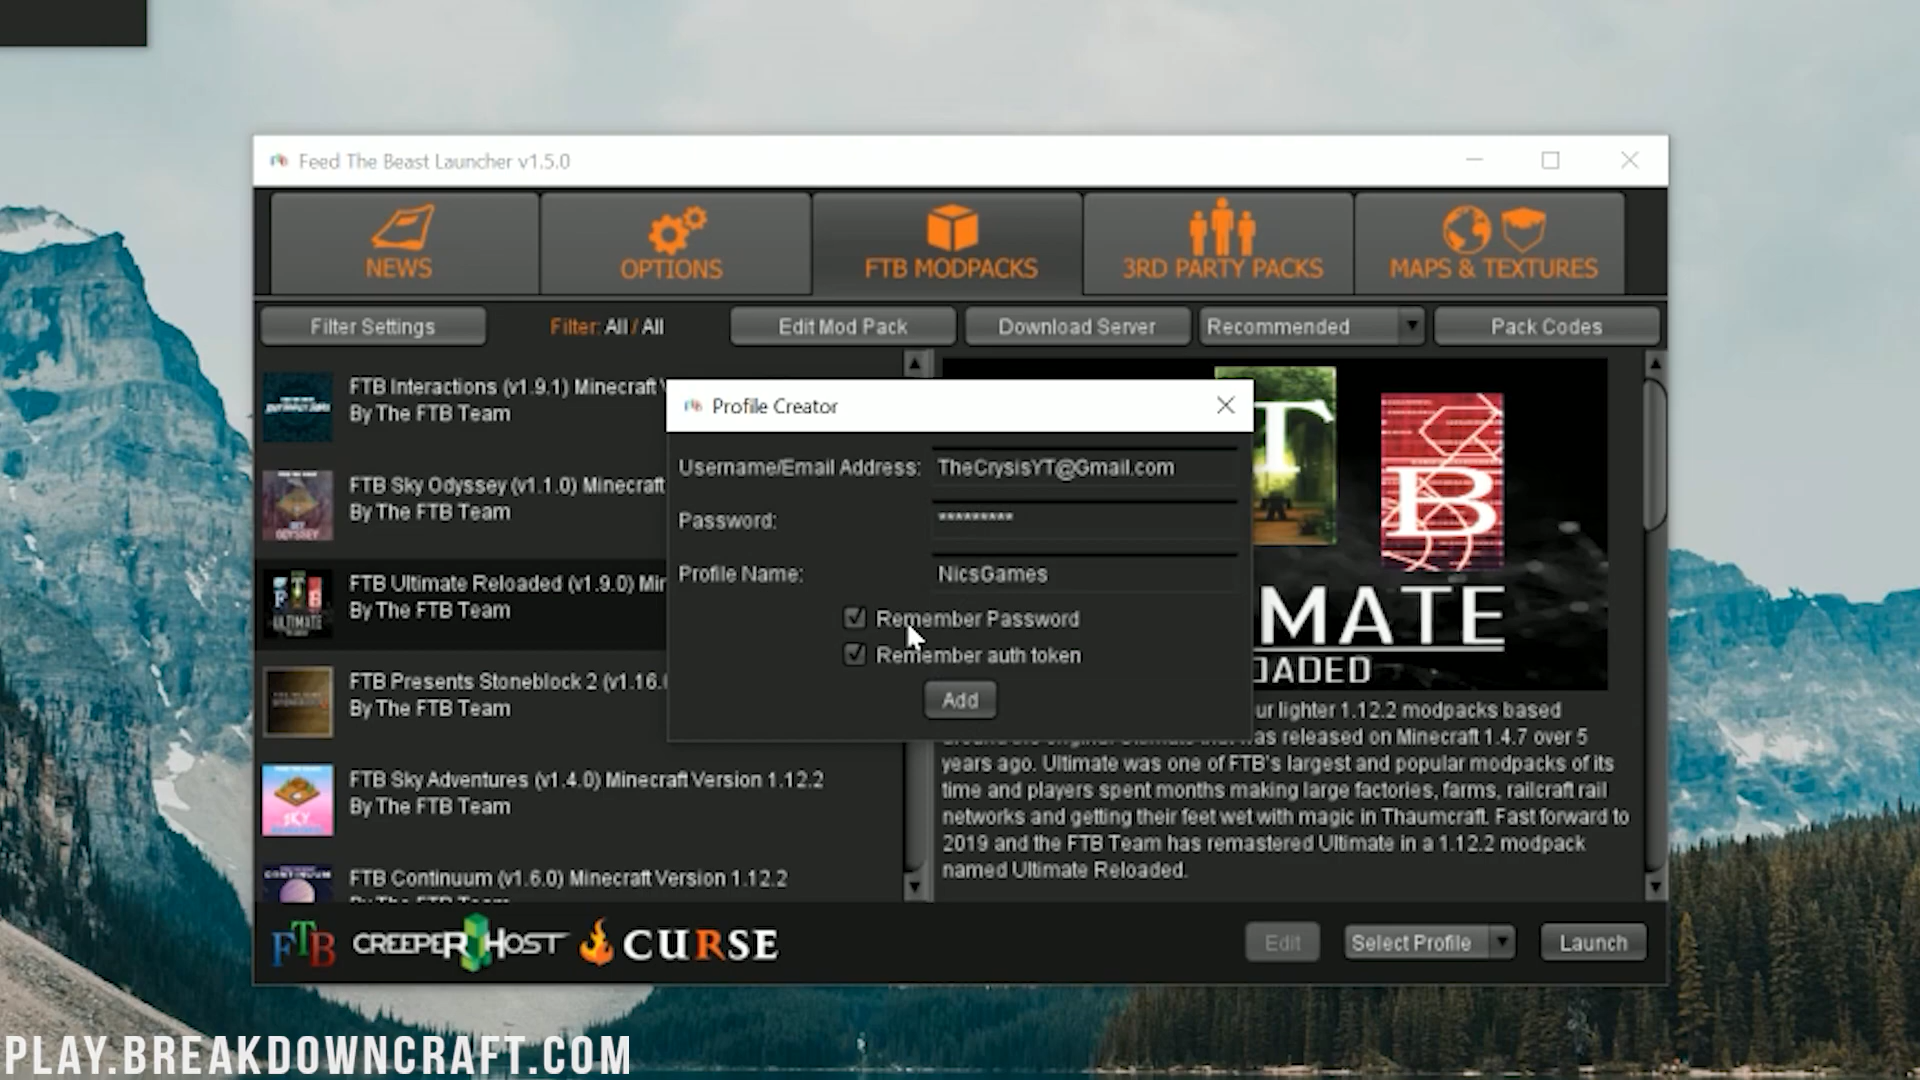 Feed The Beast Launcher v1.5.0
NEWS
OPTIONS
FTB MODPACKS
3RD PARTY PACKS
MAPS & TEXTURES
Filter Settings
Filter: All / All
Edit Mod Pack
Download Server
Recommended
Pack Codes
FTB Interactions (v1.9.1) Minecraft
By The FTB Team
FTB Sky Odyssey (v1.1.0) Minecraft
By The FTB Team
FTB Ultimate Reloaded (v1.9.0) Min
By The FTB Team
FTB Presents Stoneblock 2 (v1.16.
By The FTB Team
FTB Sky Adventures (v1.4.0) Minecraft Version 1.12.2
By The FTB Team
FTB Continuum (v1.6.0) Minecraft Version 1.12.2
By The FTB Team
Profile Creator
Username/Email Address: TheCrysisYT@Gmail.com
Password: *********
Profile Name: NicsGames
Remember Password
Remember auth token
Add
T B
MATE
OADED
ur lighter 1.12.2 modpacks based
as released on Minecraft 1.4.7 over 5
years ago. Ultimate was one of FTB's largest and popular modpacks of its
time and players spent months making large factories, farms, railcraft rail
networks and getting their feet wet with magic in Thaumcraft. Fast forward to
2019 and the FTB Team has remastered Ultimate in a 1.12.2 modpack
named Ultimate Reloaded.
FTB
CREEPERHOST
CURSE
Edit
Select Profile
Launch
PLAY.BREAKDOWNCRAFT.COM